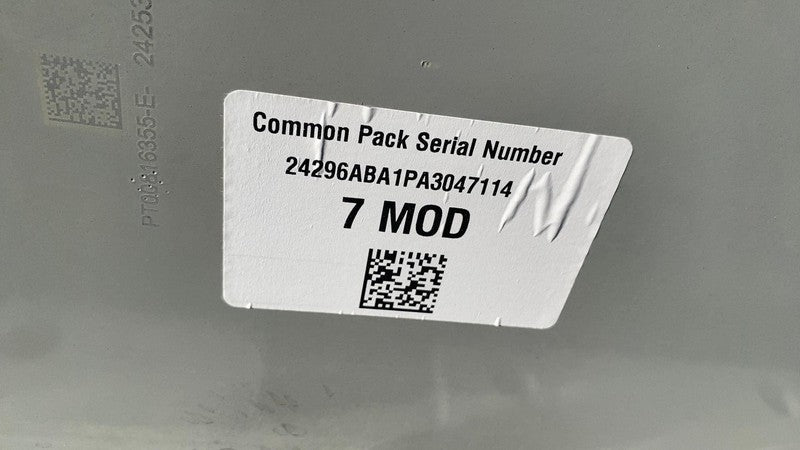 Common Pack Serial Number
24296ABA1PA3047114
7 MOD